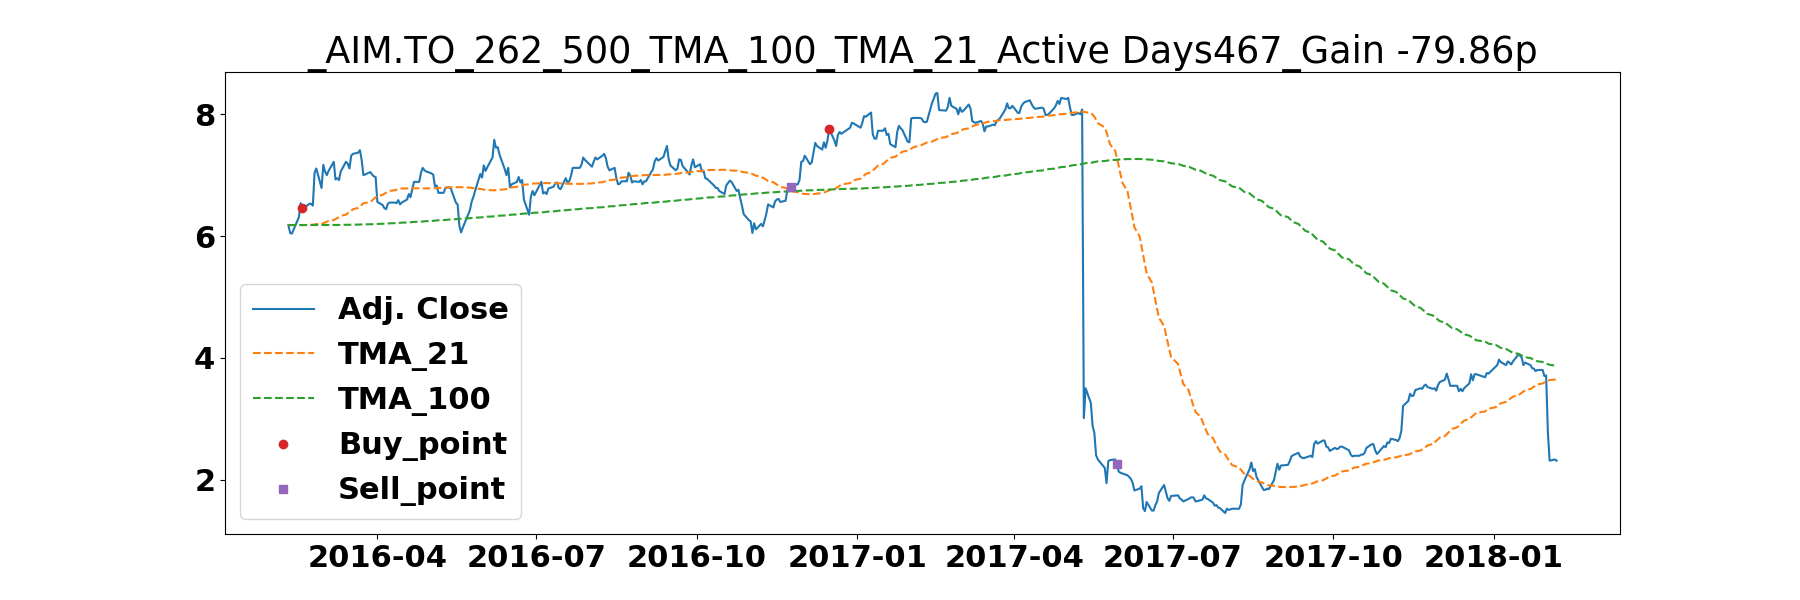 _AIM.TO_262_500_TMA_100_TMA_21_Active Days467_Gain -79.86p
8
6
4
2
Adj. Close
TMA_21
TMA_100
Buy_point
Sell_point
2016-04 2016-07 2016-10 2017-01 2017-04 2017-07 2017-10 2018-01